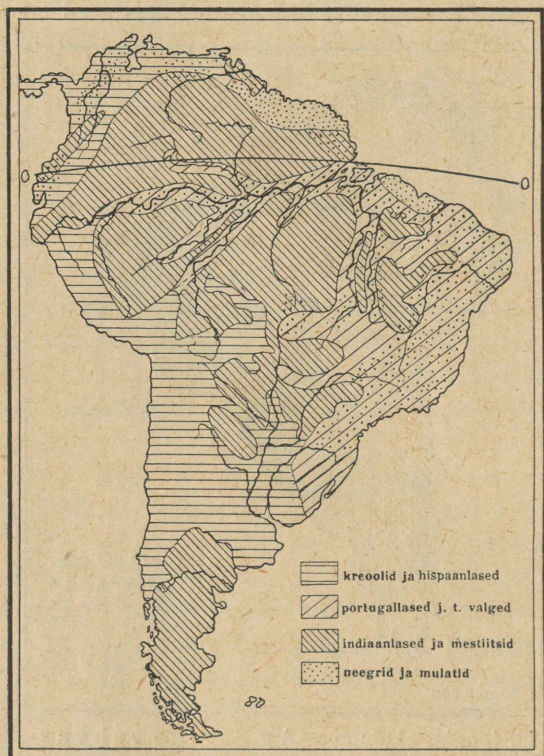 0 0
kreoolid ja hispaanlased
portugallased j. t. valged
indiaanlased ja mestiitsid
neegrid ja mulatid
80